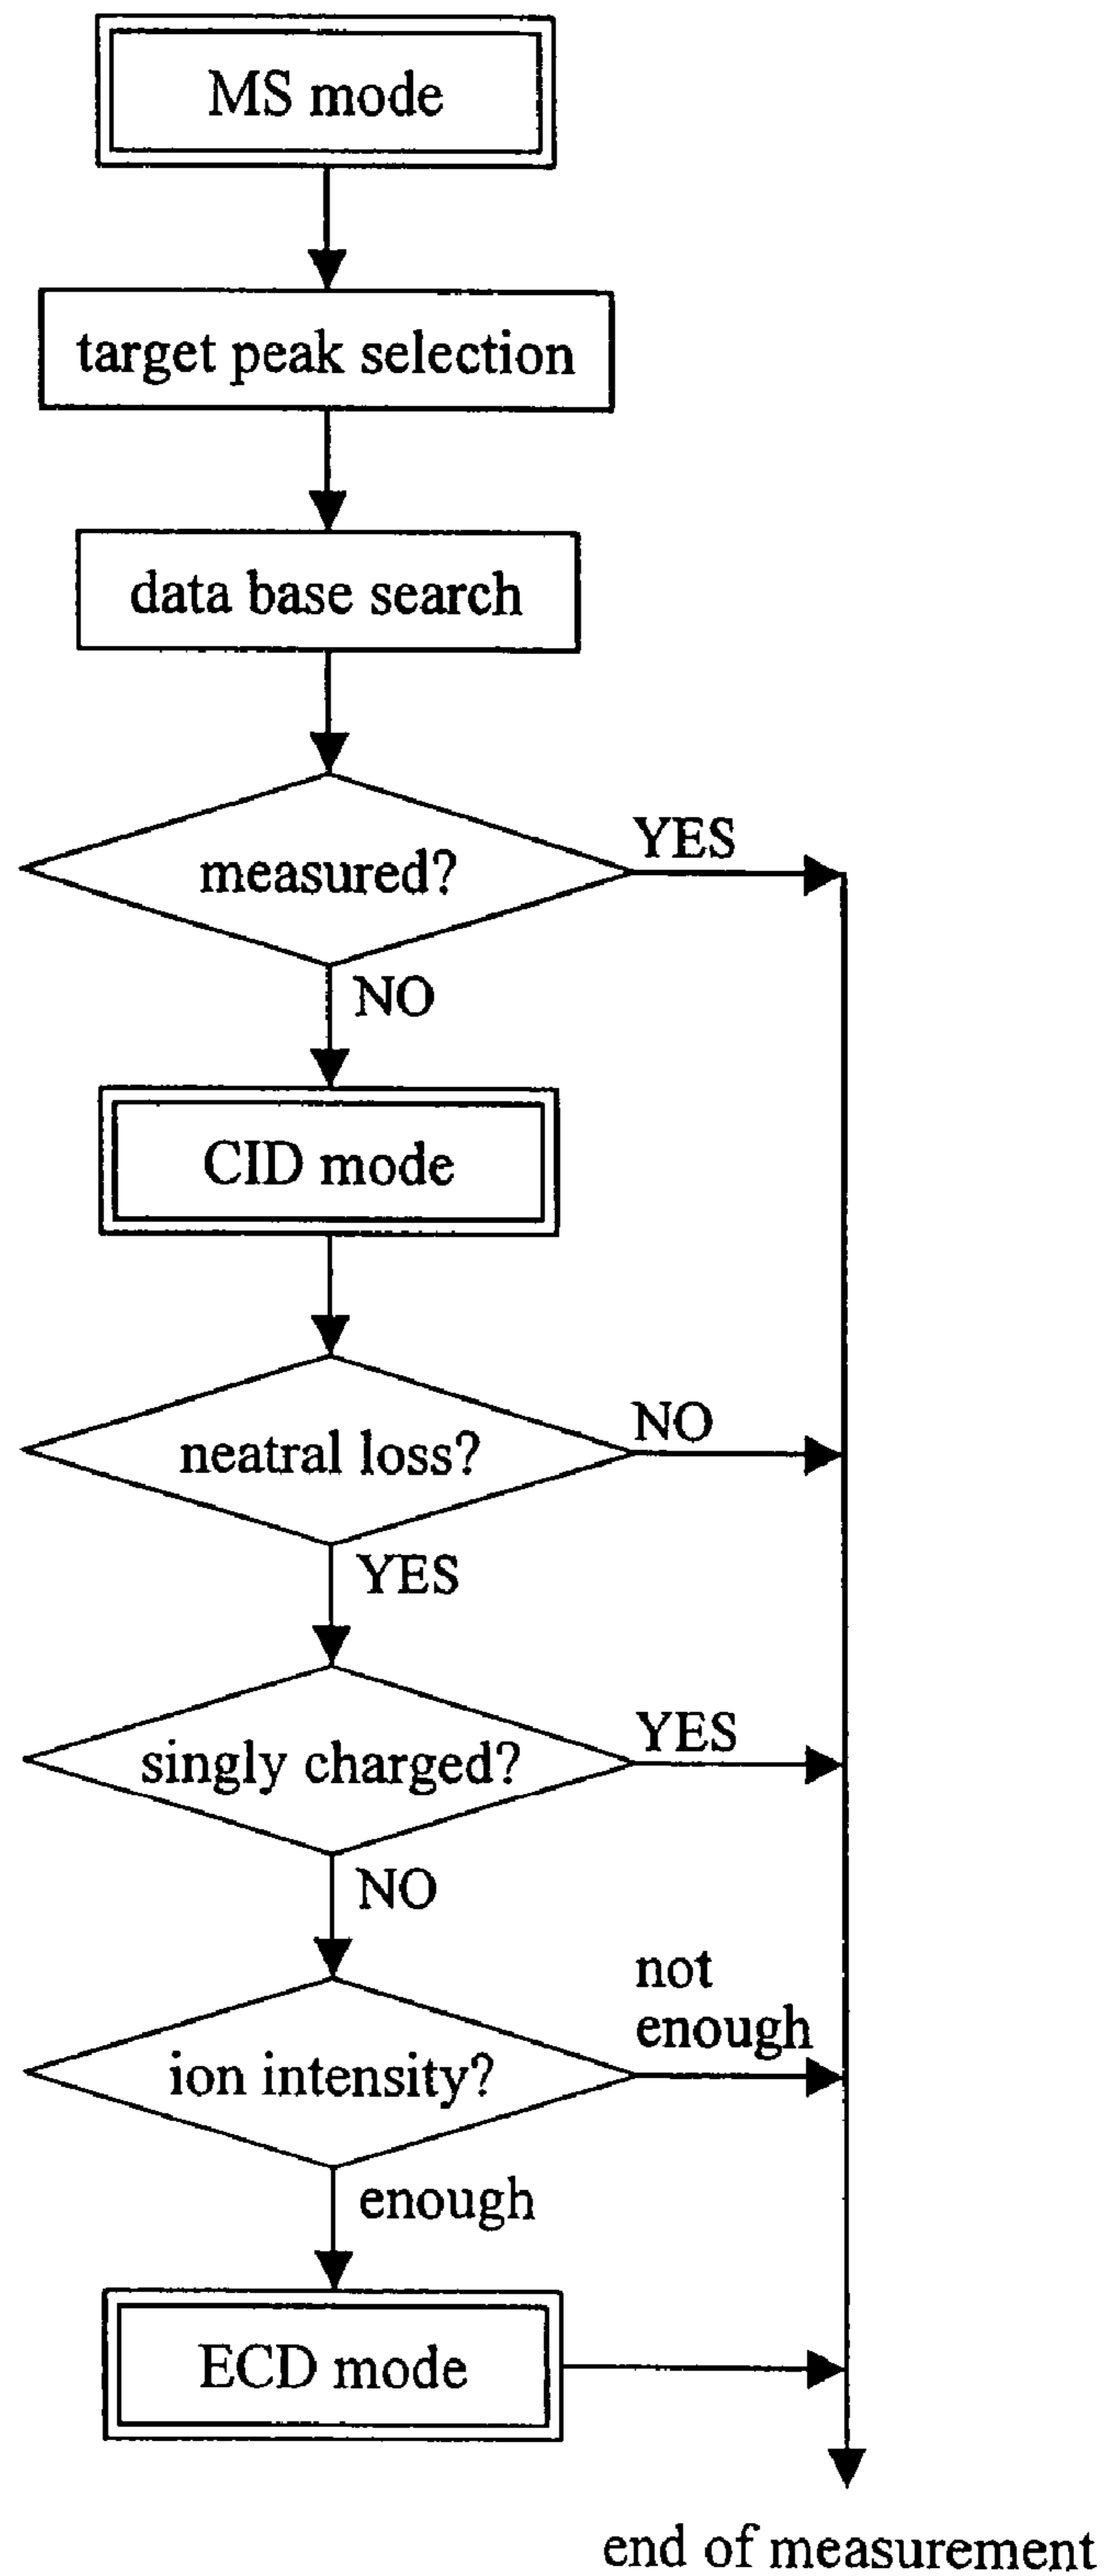 MS mode
target peak selection
data base search
measured?
YES
NO
CID mode
neatral loss?
NO
YES
singly charged?
YES
NO
ion intensity?
not
enough
enough
ECD mode
end of measurement